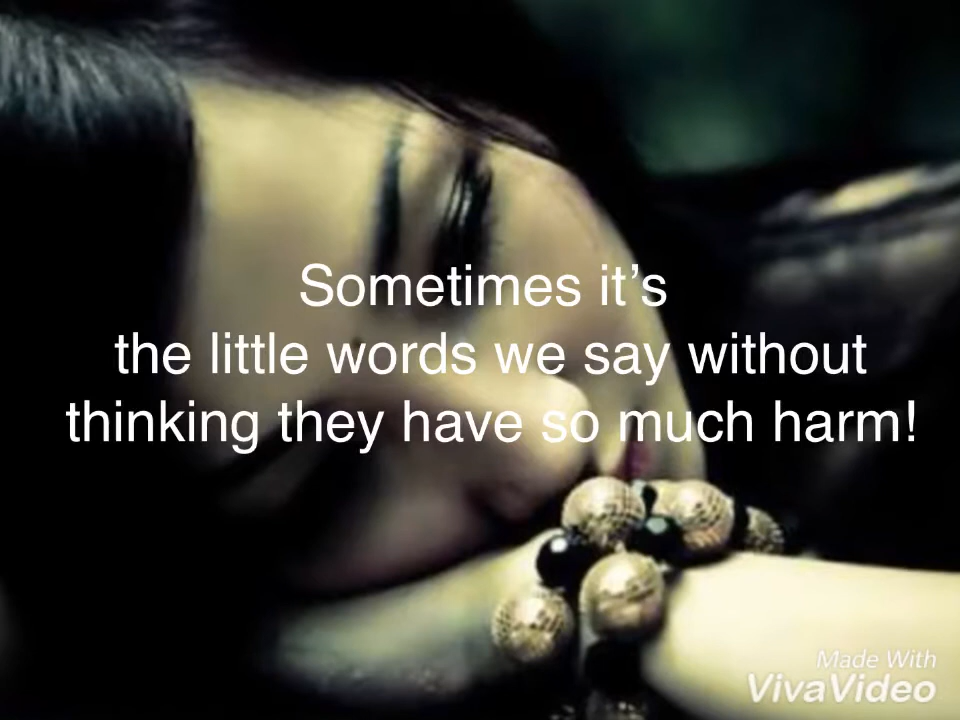 Sometimes it’s
the little words we say without
thinking they have so much harm!
Made With
VivaVideo